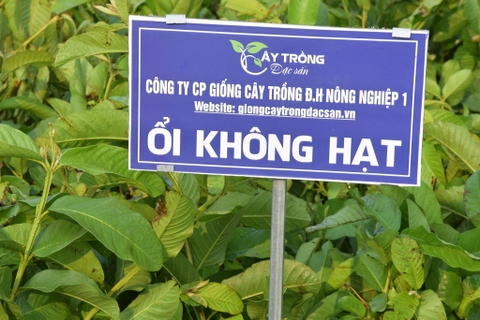 CÂY TRỒNG
Đặc sản
CÔNG TY CP GIỐNG CÂY TRỒNG Đ.H NÔNG NGHIỆP 1
Website: giongcaytrongdacsan.vn
ỔI KHÔNG HẠT